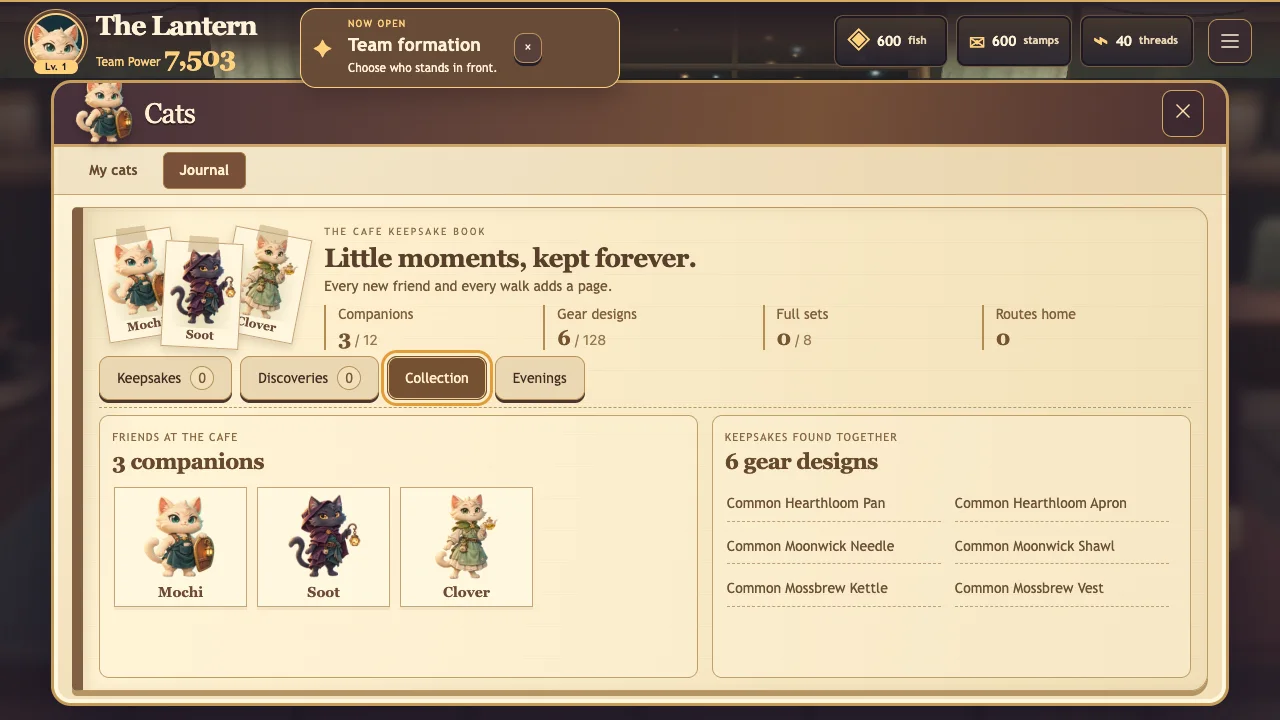 The Lantern
Team Power 7,503
Lv. 1
NOW OPEN
Team formation
Choose who stands in front.
×
600 fish
600 stamps
40 threads
Cats
My cats
Journal
Mochi
Soot
Clover
THE CAFE KEEPSAKE BOOK
Little moments, kept forever.
Every new friend and every walk adds a page.
Companions
3 / 12
Gear designs
6 / 128
Full sets
0 / 8
Routes home
0
Keepsakes 0
Discoveries 0
Collection
Evenings
FRIENDS AT THE CAFE
3 companions
Mochi
Soot
Clover
KEEPSAKES FOUND TOGETHER
6 gear designs
Common Hearthloom Pan
Common Hearthloom Apron
Common Moonwick Needle
Common Moonwick Shawl
Common Mossbrew Kettle
Common Mossbrew Vest